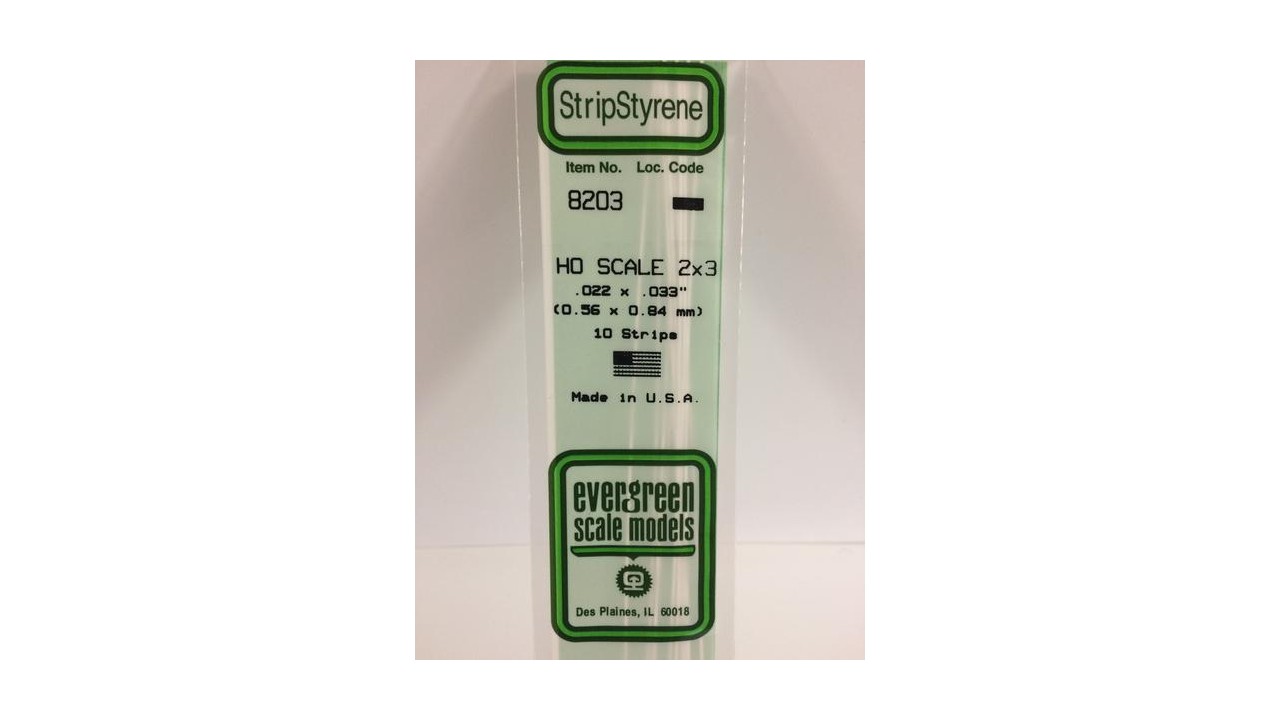 StripStyrene
Item No. Loc. Code
8203
HO SCALE 2x3
.022 x .033"
(0.56 x 0.84 mm)
10 Strips
Made in U.S.A.
evergreen
scale models
Des Plaines, IL 60018